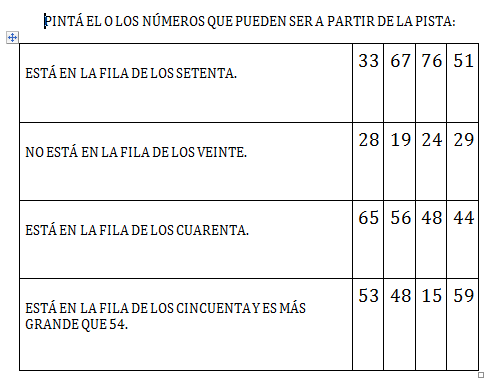 PINTÁ EL O LOS NÚMEROS QUE PUEDEN SER A PARTIR DE LA PISTA:
ESTÁ EN LA FILA DE LOS SETENTA. 33 67 76 51
NO ESTÁ EN LA FILA DE LOS VEINTE. 28 19 24 29
ESTÁ EN LA FILA DE LOS CUARENTA. 65 56 48 44
ESTÁ EN LA FILA DE LOS CINCUENTA Y ES MÁS 53 48 15 59
GRANDE QUE 54.